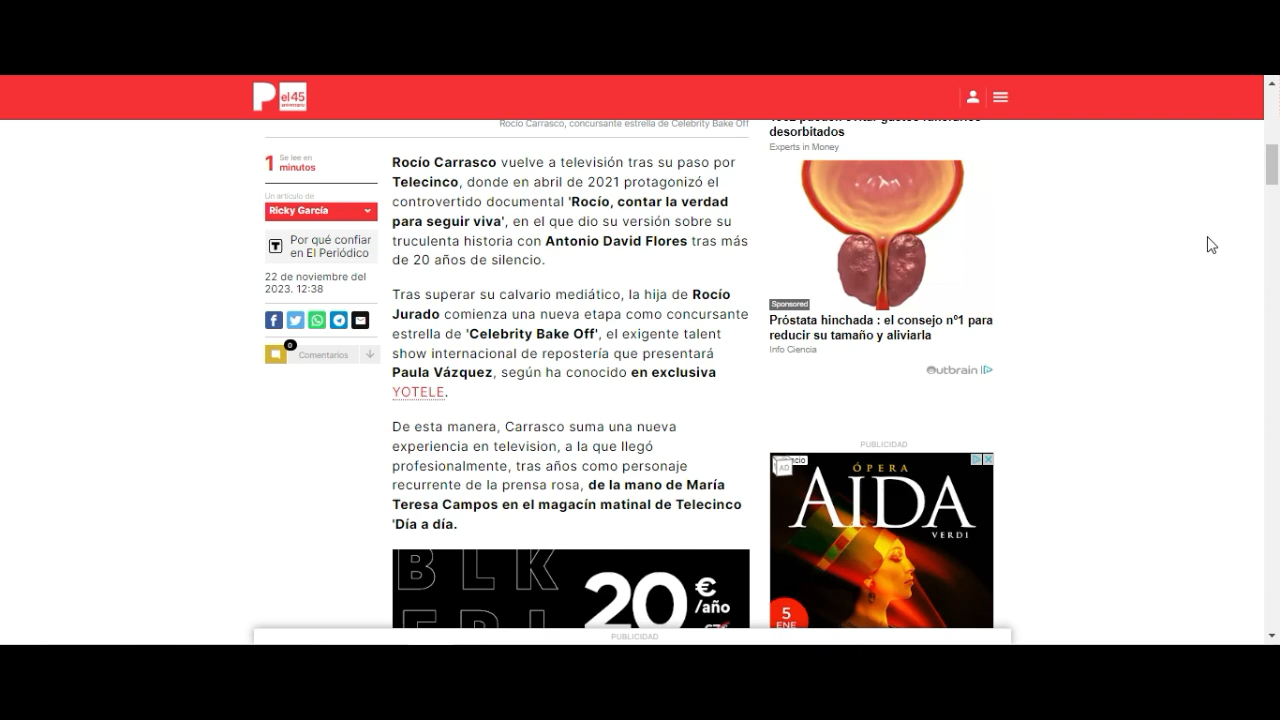 P el 45 aniversario
Rocío Carrasco, concursante estrella de Celebrity Bake Off
1 Se lee en
minutos
Un artículo de
Ricky García
Por qué confiar
en El Periódico
22 de noviembre del
2023. 12:38
0
Comentarios
Rocío Carrasco vuelve a televisión tras su paso por
Telecinco, donde en abril de 2021 protagonizó el
controvertido documental 'Rocío, contar la verdad
para seguir viva', en el que dio su versión sobre su
truculenta historia con Antonio David Flores tras más
de 20 años de silencio.
Tras superar su calvario mediático, la hija de Rocío
Jurado comienza una nueva etapa como concursante
estrella de 'Celebrity Bake Off', el exigente talent
show internacional de repostería que presentará
Paula Vázquez, según ha conocido en exclusiva
YOTELE.
De esta manera, Carrasco suma una nueva
experiencia en television, a la que llegó
profesionalmente, tras años como personaje
recurrente de la prensa rosa, de la mano de María
Teresa Campos en el magacín matinal de Telecinco
'Día a día.
BLK
FRI
20 €
/año
desorbitados
Experts in Money
Sponsored
Próstata hinchada : el consejo n°1 para
reducir su tamaño y aliviarla
Info Ciencia
Outbrain
PUBLICIDAD
AD
ÓPERA
AIDA
VERDI
5
ENE
PUBLICIDAD